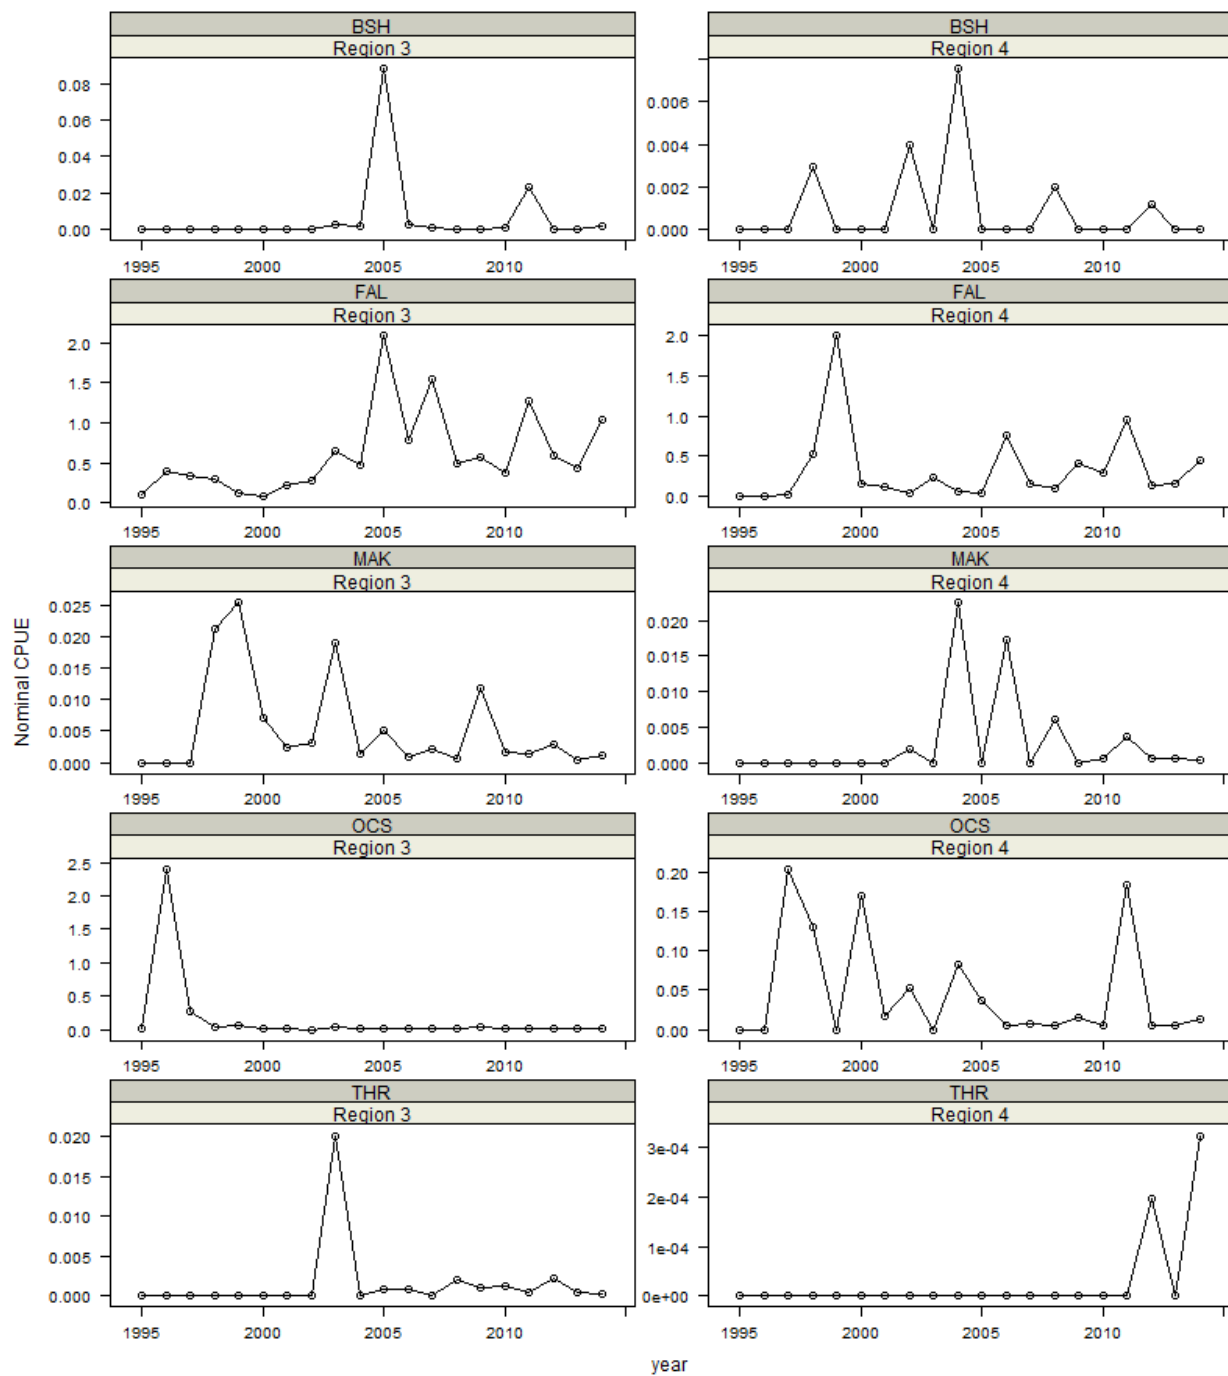 BSH
Region 3
0.08
0.06
0.04
0.02
0.00
1995 2000 2005 2010
BSH
Region 4
0.006
0.004
0.002
0.000
1995 2000 2005 2010
FAL
Region 3
2.0
1.5
1.0
0.5
0.0
1995 2000 2005 2010
FAL
Region 4
2.0
1.5
1.0
0.5
0.0
1995 2000 2005 2010
Nominal CPUE
MAK
Region 3
0.025
0.020
0.015
0.010
0.005
0.000
1995 2000 2005 2010
MAK
Region 4
0.020
0.015
0.010
0.005
0.000
1995 2000 2005 2010
OCS
Region 3
2.5
2.0
1.5
1.0
0.5
0.0
1995 2000 2005 2010
OCS
Region 4
0.20
0.15
0.10
0.05
0.00
1995 2000 2005 2010
THR
Region 3
0.020
0.015
0.010
0.005
0.000
1995 2000 2005 2010
THR
Region 4
3e-04
2e-04
1e-04
0e+00
1995 2000 2005 2010
year